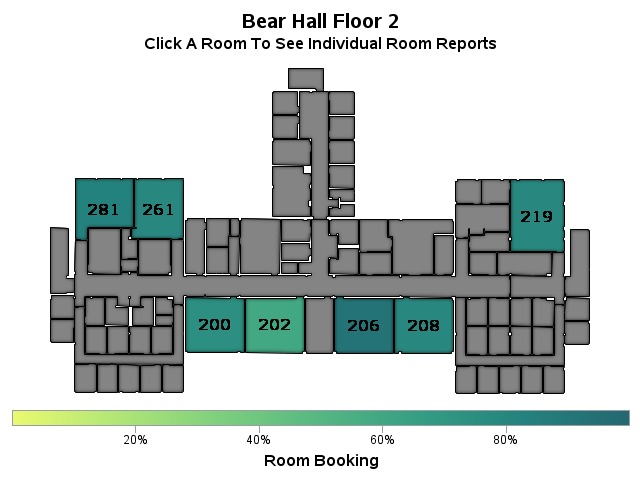 Bear Hall Floor 2
Click A Room To See Individual Room Reports
281 261
219
200 202 206 208
20% 40% 60% 80%
Room Booking